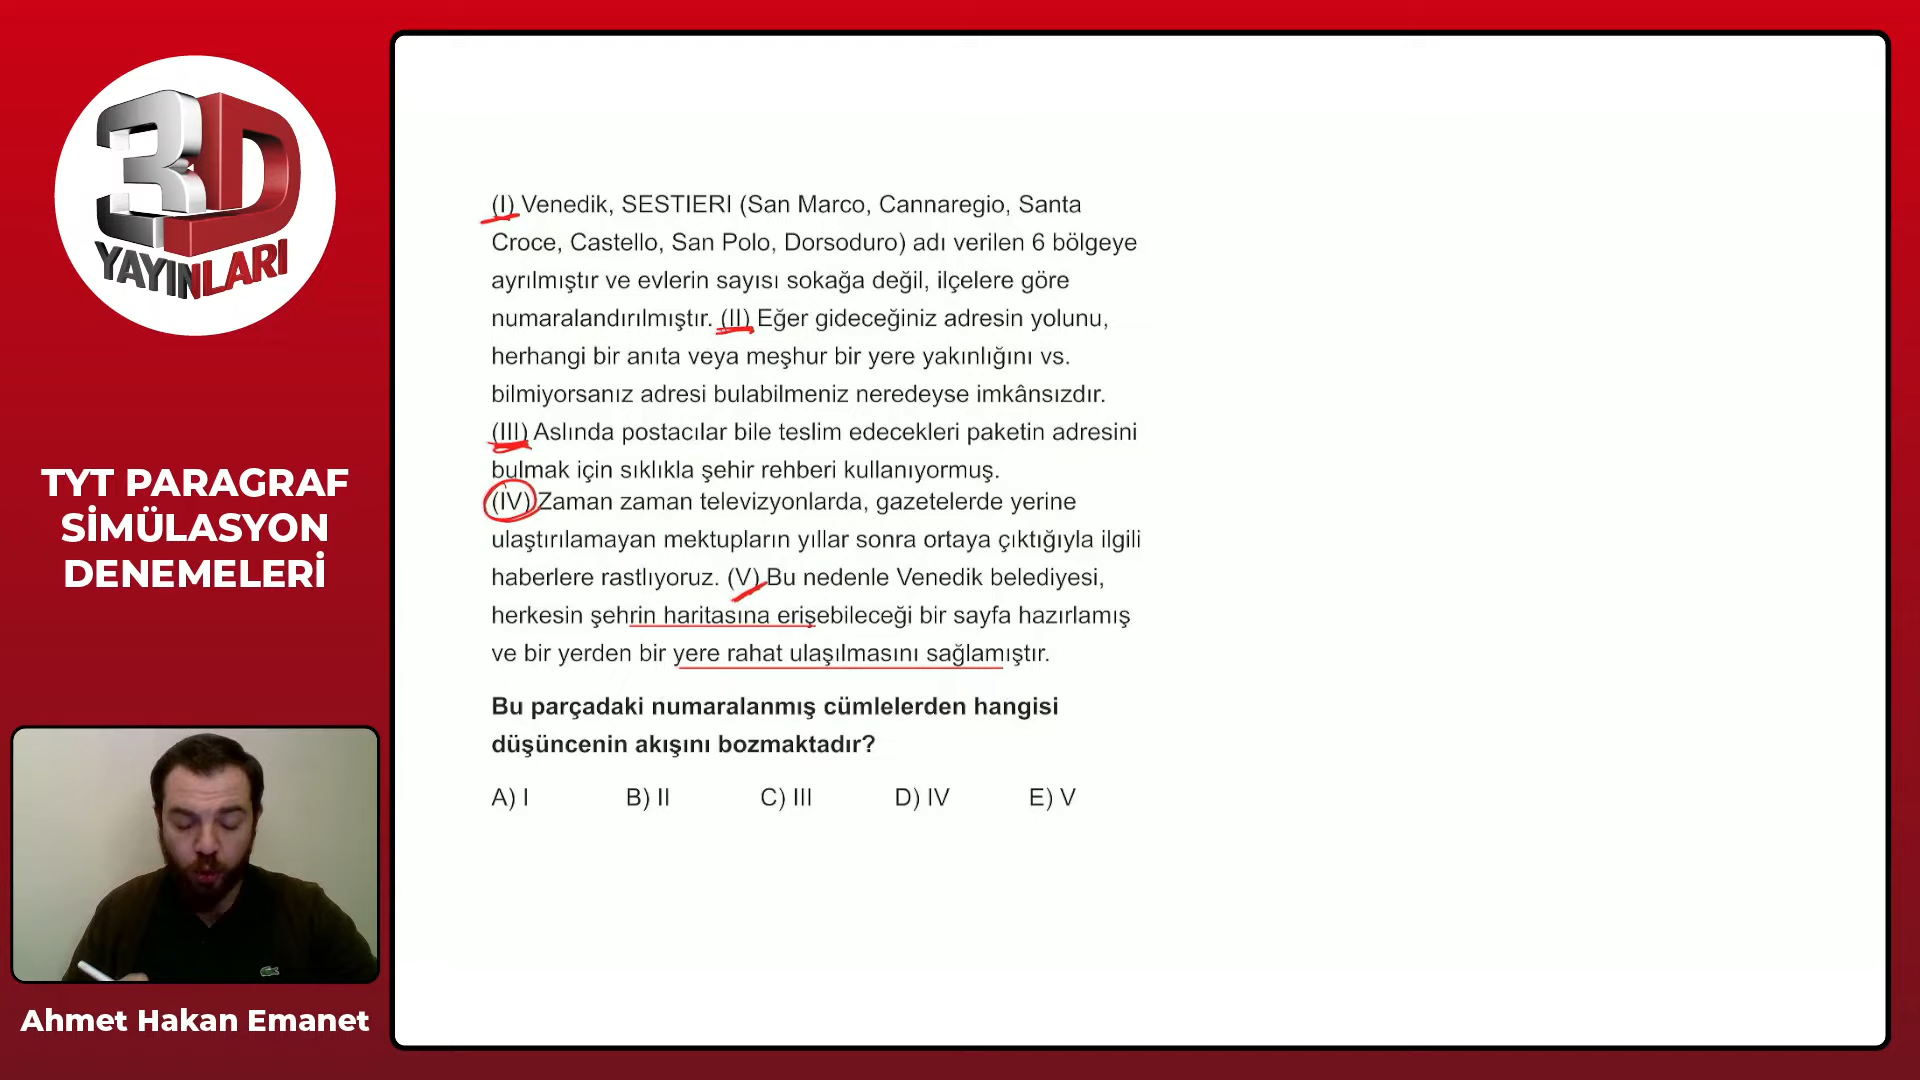 3D
YAYINLARI
TYT PARAGRAF
SİMÜLASYON
DENEMELERİ
Ahmet Hakan Emanet
(I) Venedik, SESTIERI (San Marco, Cannaregio, Santa
Croce, Castello, San Polo, Dorsoduro) adı verilen 6 bölgeye
ayrılmıştır ve evlerin sayısı sokağa değil, ilçelere göre
numaralandırılmıştır. (II) Eğer gideceğiniz adresin yolunu,
herhangi bir anıta veya meşhur bir yere yakınlığını vs.
bilmiyorsanız adresi bulabilmeniz neredeyse imkânsızdır.
(III) Aslında postacılar bile teslim edecekleri paketin adresini
bulmak için sıklıkla şehir rehberi kullanıyormuş.
(IV) Zaman zaman televizyonlarda, gazetelerde yerine
ulaştırılamayan mektupların yıllar sonra ortaya çıktığıyla ilgili
haberlere rastlıyoruz. (V) Bu nedenle Venedik belediyesi,
herkesin şehrin haritasına erişebileceği bir sayfa hazırlamış
ve bir yerden bir yere rahat ulaşılmasını sağlamıştır.
Bu parçadaki numaralanmış cümlelerden hangisi
düşüncenin akışını bozmaktadır?
A) I B) II C) III D) IV E) V